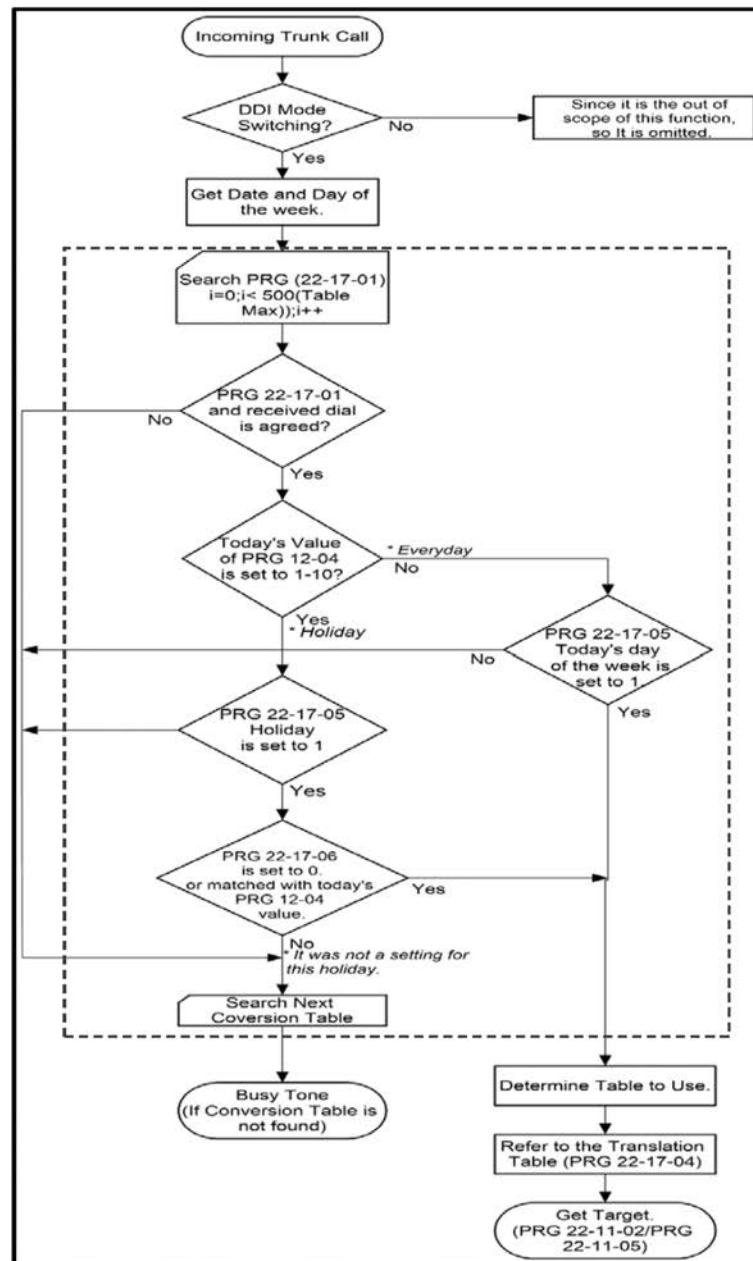 Incoming Trunk Call
DDI Mode
Switching?
No
Since it is the out of
scope of this function,
so It is omitted.
Yes
Get Date and Day of
the week.
Search PRG (22-17-01)
i=0;i< 500(Table
Max));i++
PRG 22-17-01
and received dial
is agreed?
No
Yes
Today's Value
of PRG 12-04
is set to 1-10?
* Everyday
No
Yes
* Holiday
PRG 22-17-05
Today's day
of the week is
set to 1.
No
Yes
PRG 22-17-05
Holiday
is set to 1
Yes
PRG 22-17-06
is set to 0.
or matched with today's
PRG 12-04
value.
Yes
No
* It was not a setting for
this holiday.
Search Next
Coversion Table
Busy Tone
(If Conversion Table is
not found)
Determine Table to Use.
Refer to the Translation
Table (PRG 22-17-04)
Get Target.
(PRG 22-11-02/PRG
22-11-05)